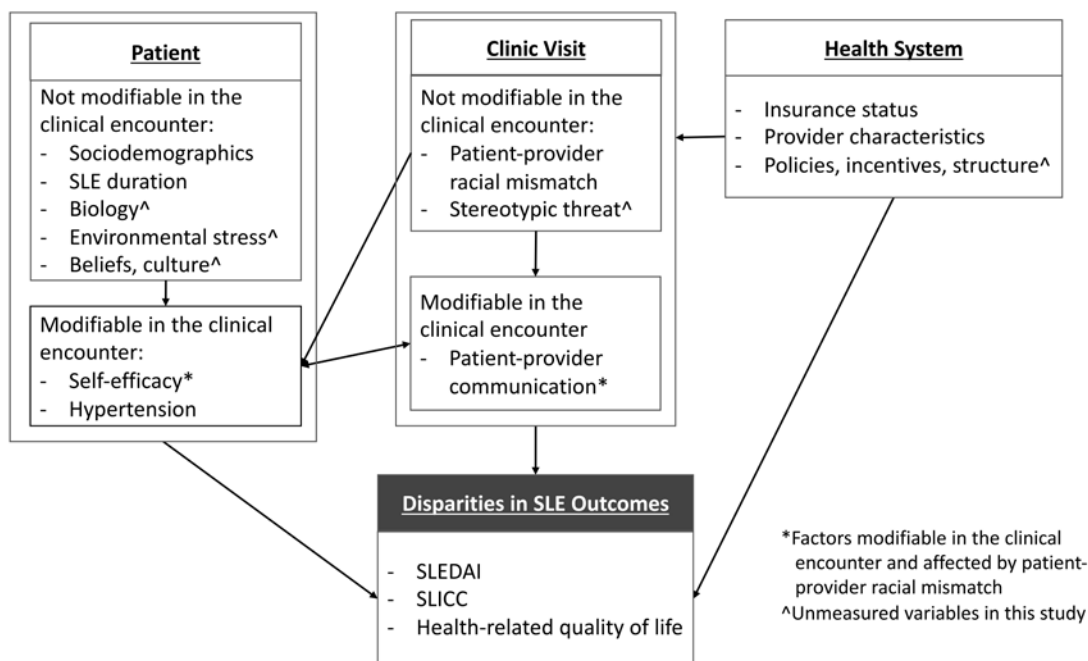 Patient
Not modifiable in the
clinical encounter:
- Sociodemographics
- SLE duration
- Biology^
- Environmental stress^
- Beliefs, culture^
Modifiable in the clinical
encounter:
- Self-efficacy*
- Hypertension
Clinic Visit
Not modifiable in the
clinical encounter:
- Patient-provider
racial mismatch
- Stereotypic threat^
Modifiable in the
clinical encounter
- Patient-provider
communication*
Health System
- Insurance status
- Provider characteristics
- Policies, incentives, structure^
Disparities in SLE Outcomes
- SLEDAI
- SLICC
- Health-related quality of life
*Factors modifiable in the clinical
encounter and affected by patient-
provider racial mismatch
^Unmeasured variables in this study